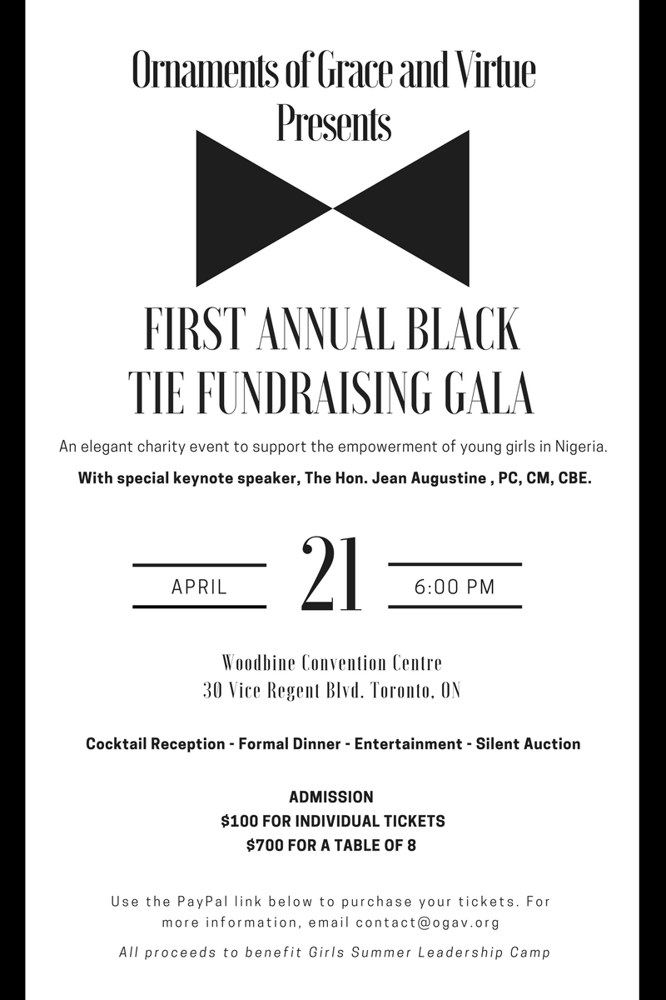 Ornaments of Grace and Virtue
Presents
FIRST ANNUAL BLACK
TIE FUNDRAISING GALA
An elegant charity event to support the empowerment of young girls in Nigeria.
With special keynote speaker, The Hon. Jean Augustine , PC, CM, CBE.
APRIL 21 6:00 PM
Woodbine Convention Centre
30 Vice Regent Blvd. Toronto, ON
Cocktail Reception - Formal Dinner - Entertainment - Silent Auction
ADMISSION
$100 FOR INDIVIDUAL TICKETS
$700 FOR A TABLE OF 8
Use the PayPal link below to purchase your tickets. For
more information, email contact@ogav.org
All proceeds to benefit Girls Summer Leadership Camp